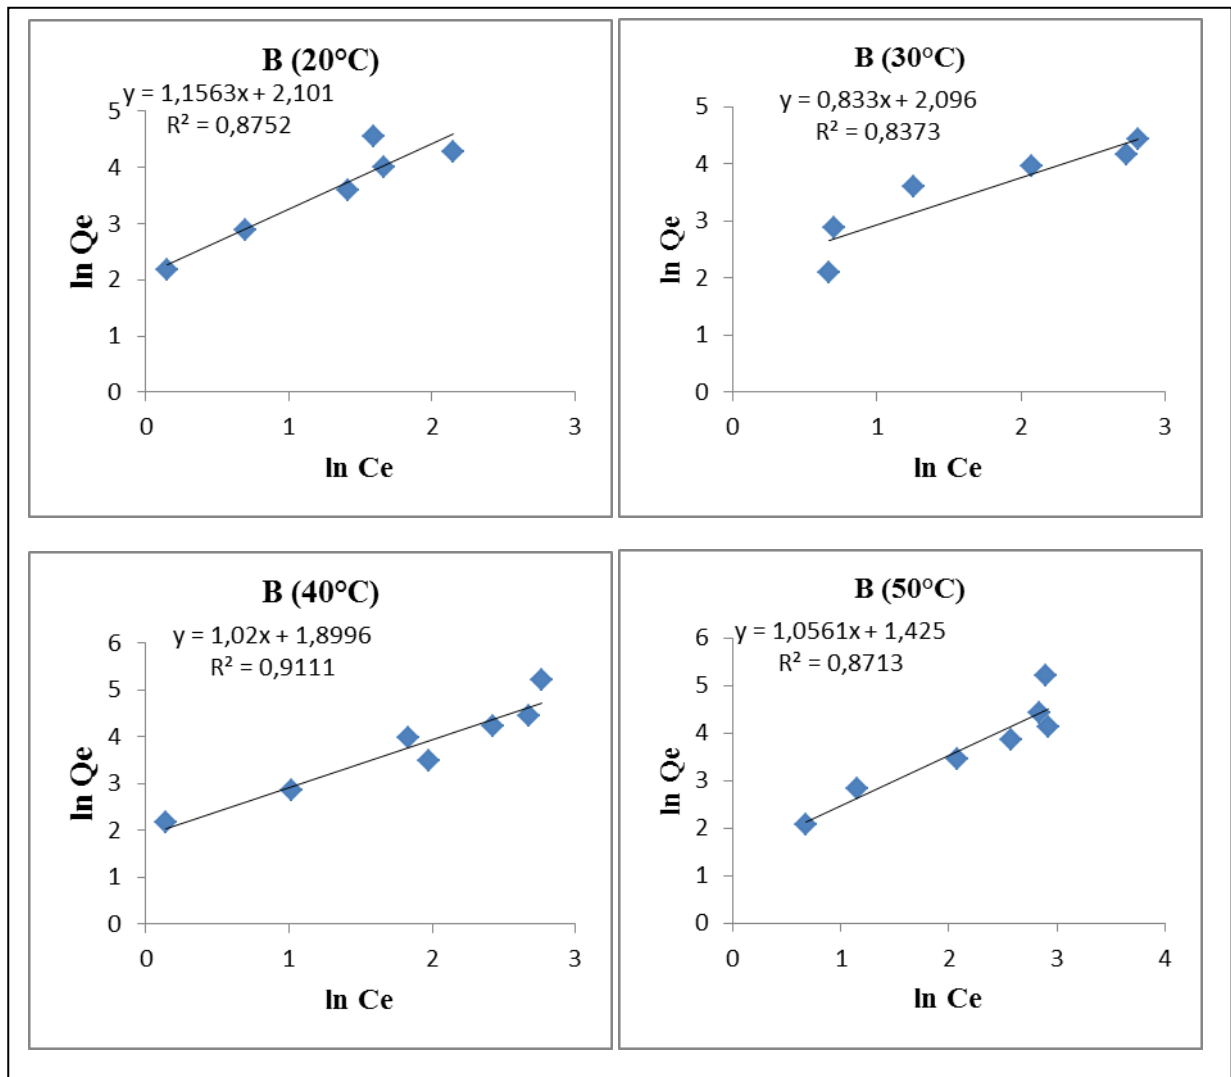 B (20°C)
y = 1,1563x + 2,101
R² = 0,8752
5
4
3
2
1
0
ln Qe
0 1 2 3
ln Ce
B (30°C)
y = 0,833x + 2,096
R² = 0,8373
5
4
3
2
1
0
ln Qe
0 1 2 3
ln Ce
B (40°C)
y = 1,02x + 1,8996
R² = 0,9111
6
5
4
3
2
1
0
ln Qe
0 1 2 3
ln Ce
B (50°C)
y = 1,0561x + 1,425
R² = 0,8713
6
5
4
3
2
1
0
ln Qe
0 1 2 3 4
ln Ce